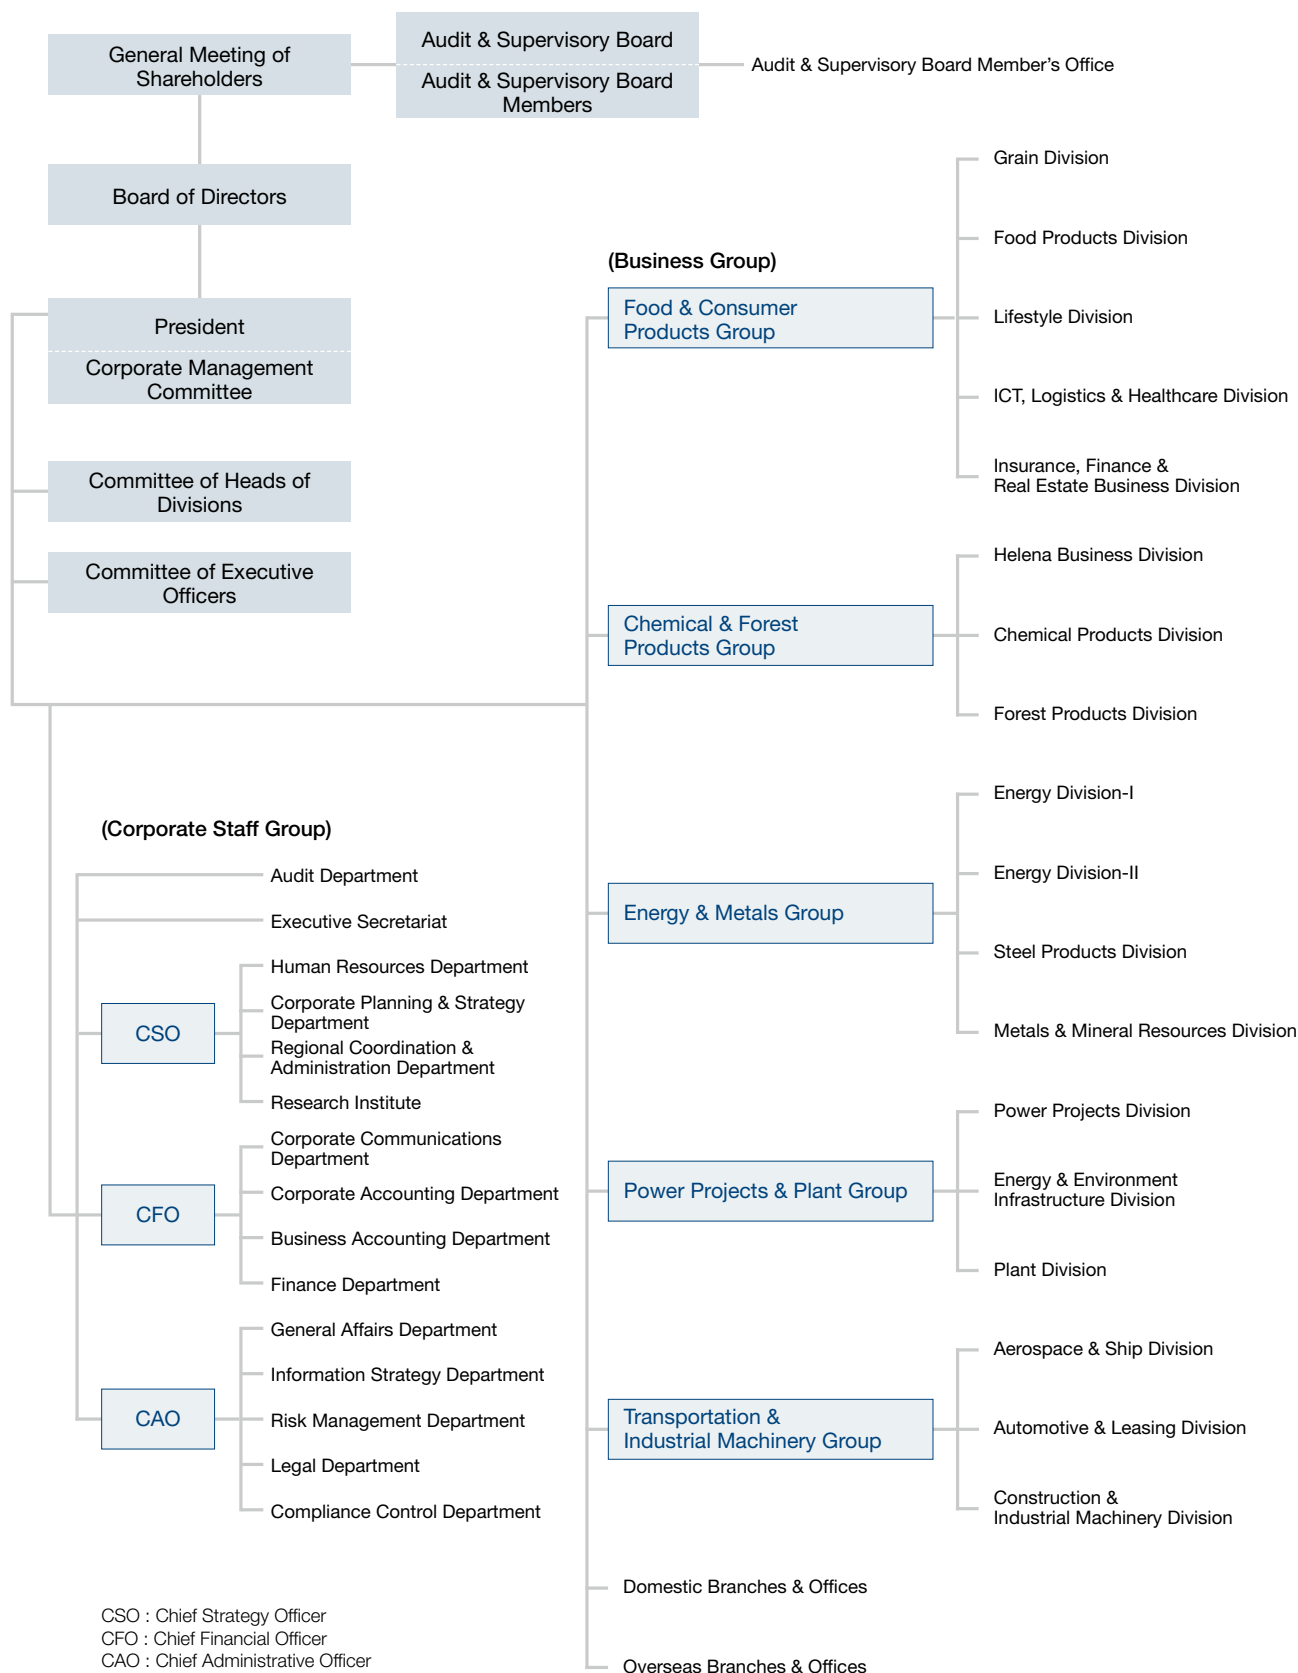 General Meeting of
Shareholders
Audit & Supervisory Board
Audit & Supervisory Board
Members
Audit & Supervisory Board Member’s Office
Board of Directors
President
Corporate Management
Committee
Committee of Heads of
Divisions
Committee of Executive
Officers
(Corporate Staff Group)
Audit Department
Executive Secretariat
CSO
Human Resources Department
Corporate Planning & Strategy
Department
Regional Coordination &
Administration Department
Research Institute
CFO
Corporate Communications
Department
Corporate Accounting Department
Business Accounting Department
Finance Department
CAO
General Affairs Department
Information Strategy Department
Risk Management Department
Legal Department
Compliance Control Department
CSO : Chief Strategy Officer
CFO : Chief Financial Officer
CAO : Chief Administrative Officer
(Business Group)
Food & Consumer
Products Group
Grain Division
Food Products Division
Lifestyle Division
ICT, Logistics & Healthcare Division
Insurance, Finance &
Real Estate Business Division
Chemical & Forest
Products Group
Helena Business Division
Chemical Products Division
Forest Products Division
Energy & Metals Group
Energy Division-I
Energy Division-II
Steel Products Division
Metals & Mineral Resources Division
Power Projects & Plant Group
Power Projects Division
Energy & Environment
Infrastructure Division
Plant Division
Transportation &
Industrial Machinery Group
Aerospace & Ship Division
Automotive & Leasing Division
Construction &
Industrial Machinery Division
Domestic Branches & Offices
Overseas Branches & Offices